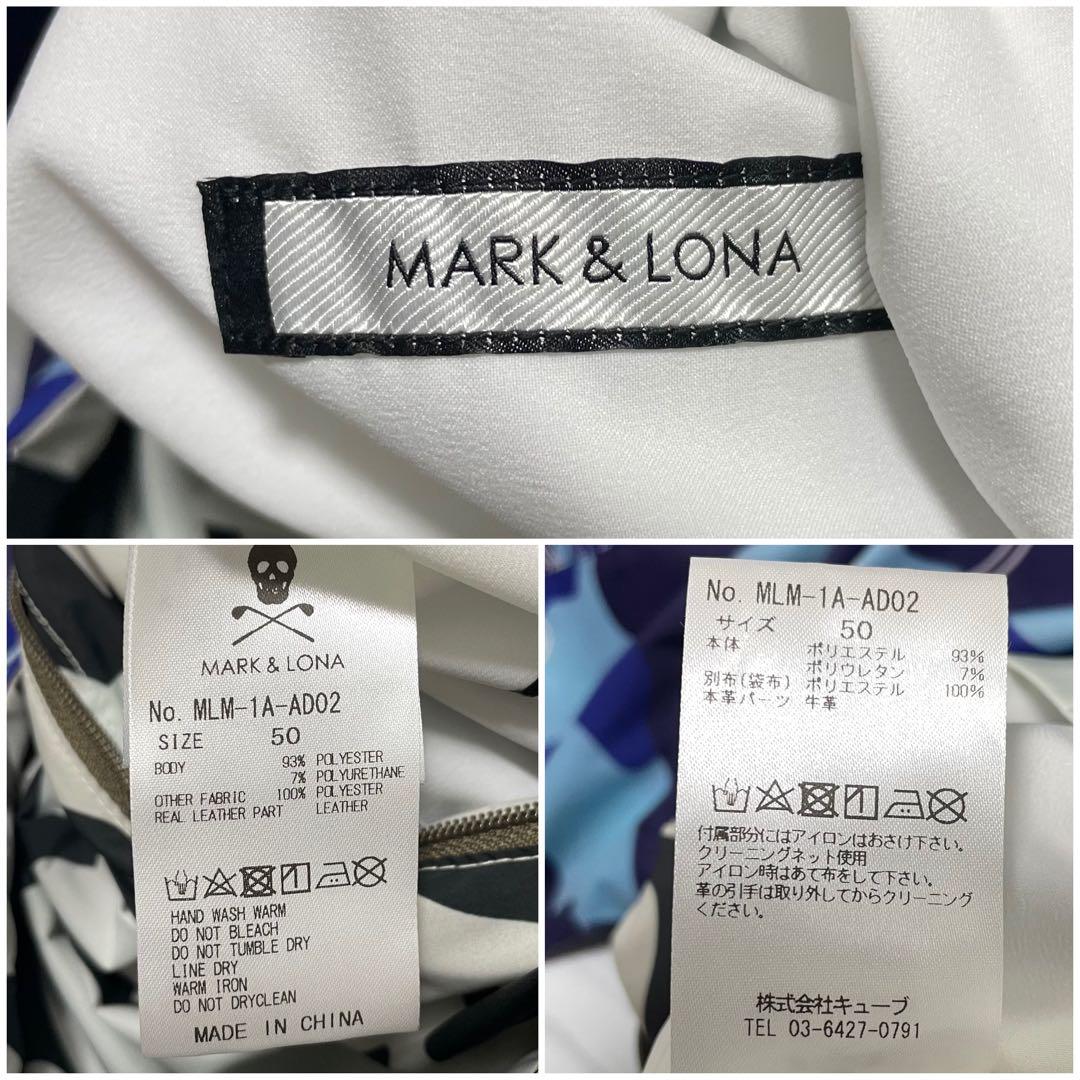 MARK & LONA
MARK & LONA
No. MLM-1A-AD02
SIZE 50
BODY 93% POLYESTER
7% POLYURETHANE
OTHER FABRIC 100% POLYESTER
REAL LEATHER PART LEATHER
HAND WASH WARM
DO NOT BLEACH
DO NOT TUMBLE DRY
LINE DRY
WARM IRON
DO NOT DRYCLEAN
MADE IN CHINA
No. MLM-1A-AD02
サイズ 50
本体 ポリエステル 93%
ポリウレタン 7%
別布(袋布) ポリエステル 100%
本革パーツ 牛革
付属部分にはアイロンはおさけ下さい。
クリーニングネット使用
アイロン時はあて布をして下さい。
革の引手は取り外してからクリーニング
ください。
株式会社キューブ
TEL 03-6427-0791